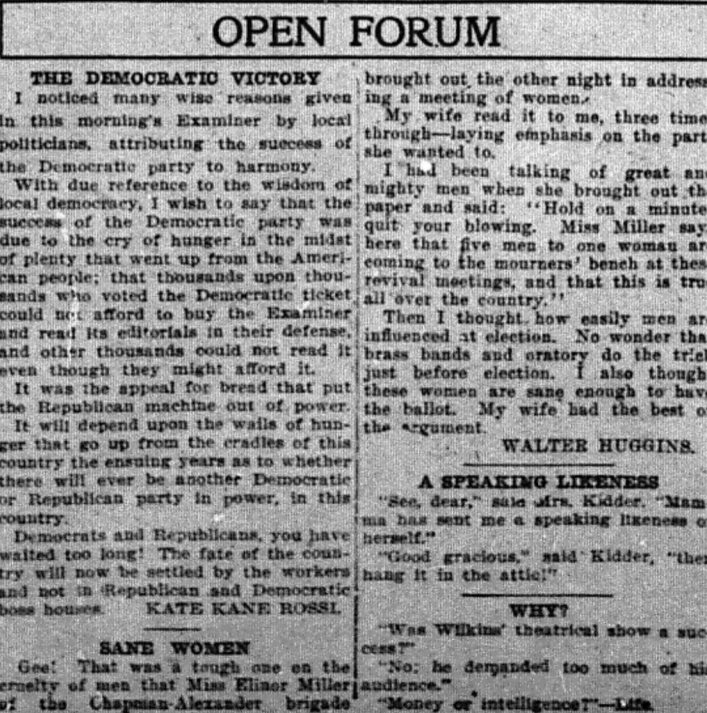 OPEN FORUM
THE DEMOCRATIC VICTORY
I noticed many wise reasons given
in this morning's Examiner by local
politicians, attributing the success of
the Democratic party to harmony.
With due reference to the wisdom of
local democracy, I wish to say that the
success of the Democratic party was
due to the cry of hunger in the midst
of plenty that went up from the Ameri-
can people; that thousands upon thou-
sands who voted the Democratic ticket
could not afford to buy the Examiner
and read its editorials in their defense,
and other thousands could not read it
even though they might afford it.
It was the appeal for bread that put
the Republican machine out of power.
It will depend upon the wails of hun-
ger that go up from the cradles of this
country the ensuing years as to whether
there will ever be another Democratic
or Republican party in power, in this
country.
Democrats and Republicans, you have
waited too long! The fate of the coun-
try will now be settled by the workers
and not in Republican and Democratic
boss houses. KATE KANE ROSSI.
SANE WOMEN
Gee! That was a tough one on the
cruelty of men that Miss Elinor Miller
of the Chapman-Alexander brigade
brought out the other night in address
ing a meeting of women.
My wife read it to me, three time
through—laying emphasis on the part
she wanted to.
I had been talking of great an
mighty men when she brought out th
paper and said: "Hold on a minute
quit your blowing. Miss Miller say
here that five men to one woman ar
coming to the mourners' bench at thes
revival meetings, and that this is tru
all over the country."
Then I thought how easily men ar
influenced at election. No wonder tha
brass bands and oratory do the trick
just before election. I also though
these women are sane enough to hav
the ballot. My wife had the best o
the argument.
WALTER HUGGINS.
A SPEAKING LIKENESS
"See, dear," said Mrs. Kidder. "Mam
ma has sent me a speaking likeness o
herself."
"Good gracious," said Kidder, "then
hang it in the attic!"
WHY?
"Was Wilkins' theatrical show a suc
cess?"
"No; he demanded too much of his
audience."
"Money or intelligence?"—Life.